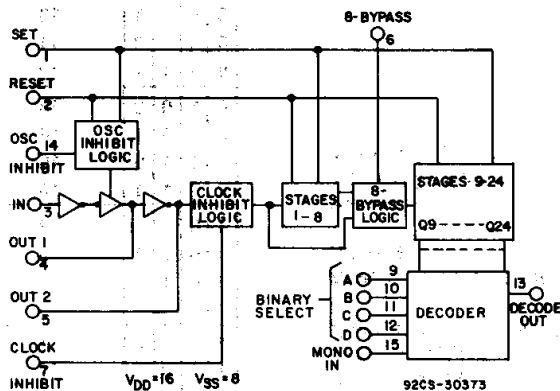 SET
1
8-BYPASS
6
RESET
2
OSC
INHIBIT
14
OSC
INHIBIT
LOGIC
IN
3
CLOCK
INHIBIT
LOGIC
STAGES
1-8
8-
BYPASS
LOGIC
STAGES 9-24
Q9-----Q24
OUT 1
4
OUT 2
5
BINARY
SELECT
A
9
B
10
C
11
D
12
MONO
IN
15
DECODER
13
DECODE
OUT
CLOCK
INHIBIT
7
VDD=16 VSS=8
92CS-30373